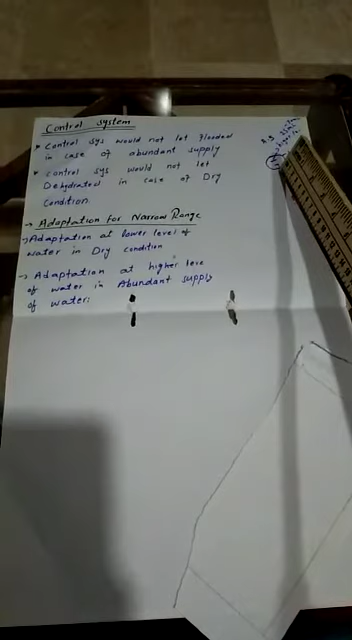 Control system
* Control sys would not let flooded
in case of abundant supply
* control sys would not let
Dehydrated in case of Dry
Condition
→ Adaptation for Narrow Range
→ Adaptation at lower level of
water in Dry condition
→ Adaptation at higher leve
of water in Abundant supply
of water: